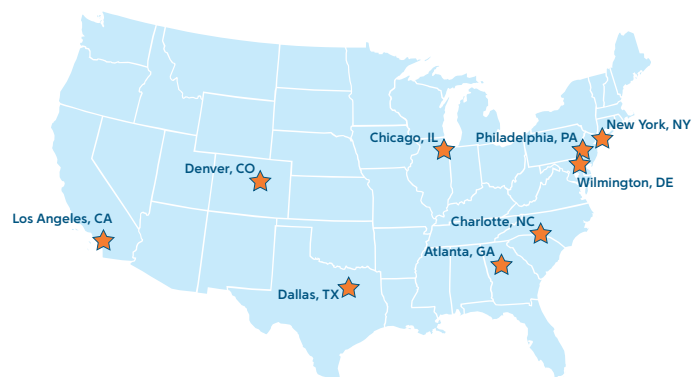 New York, NY
Chicago, IL
Philadelphia, PA
Denver, CO
Wilmington, DE
Los Angeles, CA
Charlotte, NC
Atlanta, GA
Dallas, TX